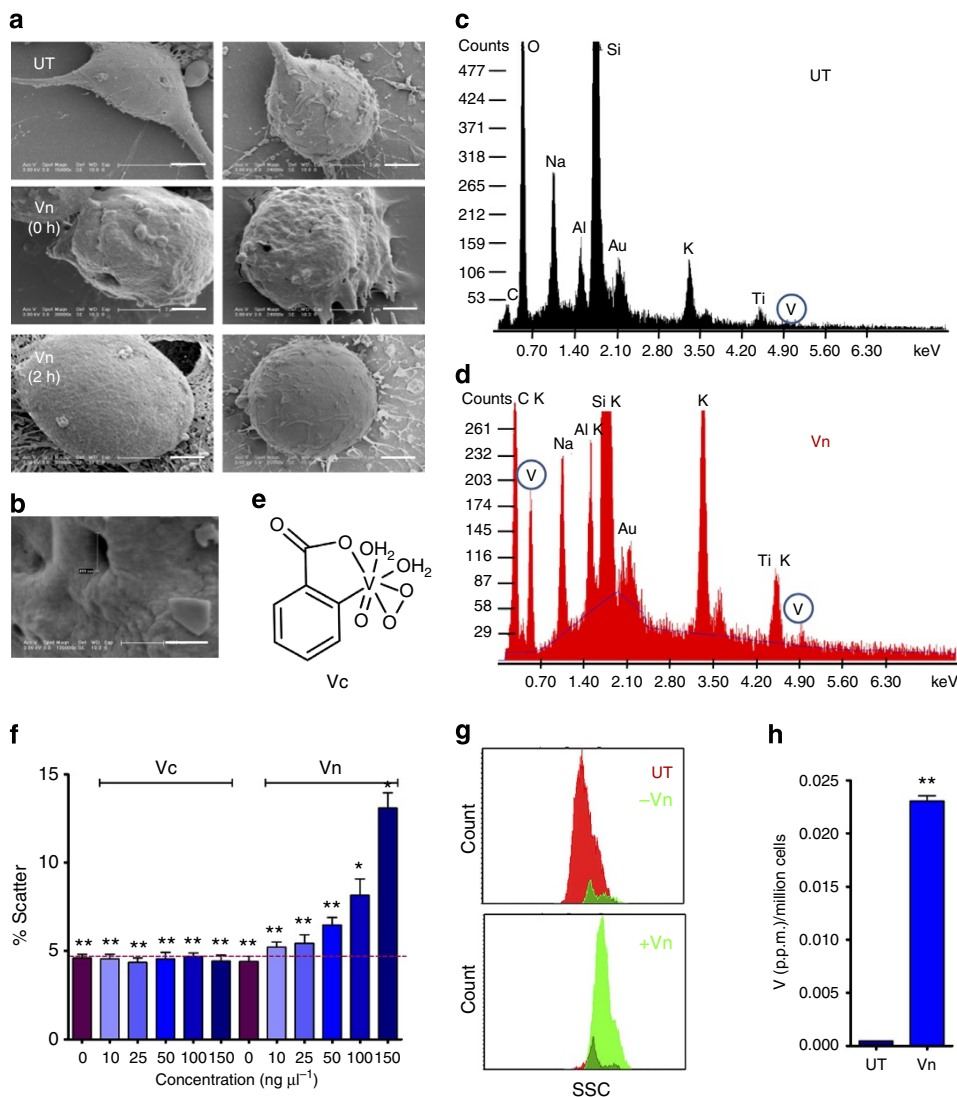 a
UT
Vn
(0 h)
Vn
(2 h)
b
c
Counts
O
Si
UT
477
424
371
318
265
212
159
106
53
C
Na
Al
Au
K
Ti
V
0.70 1.40 2.10 2.80 3.50 4.20 4.90 5.60 6.30 keV
d
Counts
C K
Si K
K
Vn
261
232
203
174
145
116
87
58
29
V
Na
Al K
Au
Ti K
V
0.70 1.40 2.10 2.80 3.50 4.20 4.90 5.60 6.30 keV
e
O
O
OH2
OH2
V
O
O
O
Vc
f
Vc
Vn
% Scatter
15
10
5
0
** ** ** ** ** ** ** ** ** ** * *
0 10 25 50 100 150 0 10 25 50 100 150
Concentration (ng μl–1)
g
UT
–Vn
Count
+Vn
Count
SSC
h
V (p.p.m.)/million cells
0.025
0.020
0.015
0.010
0.005
0.000
**
UT Vn